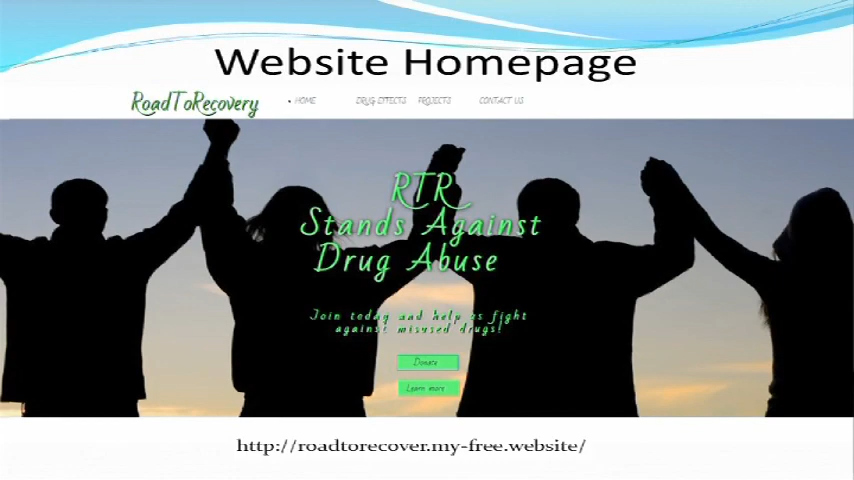 Website Homepage
RoadToRecovery
• HOME DRUG EFFECTS PROJECTS CONTACT US
RTR
Stands Against
Drug Abuse
Join today and help us fight
against misused drugs!
Donate
Learn more
http://roadtorecover.my-free.website/